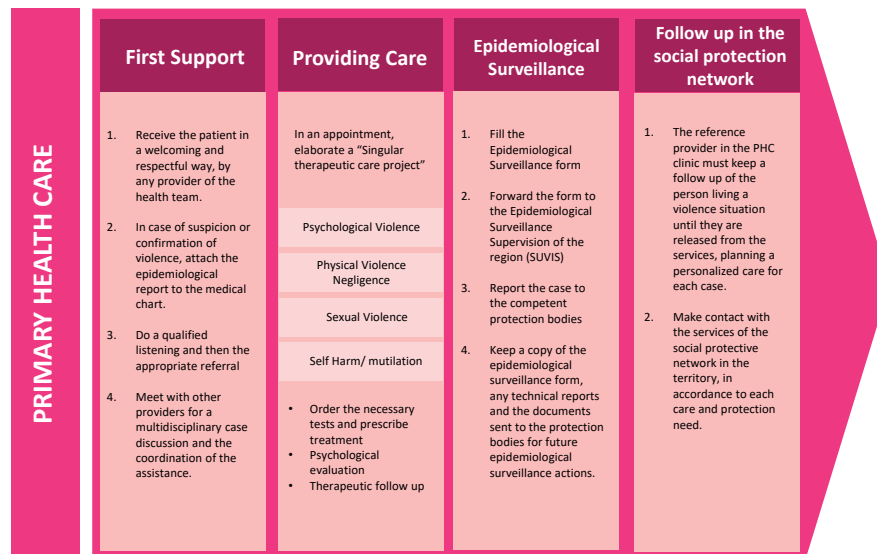 PRIMARY HEALTH CARE
First Support
1. Receive the patient in
a welcoming and
respectful way, by
any provider of the
health team.
2. In case of suspicion or
confirmation of
violence, attach the
epidemiological
report to the medical
chart.
3. Do a qualified
listening and then the
appropriate referral
4. Meet with other
providers for a
multidisciplinary case
discussion and the
coordination of the
assistance.
Providing Care
In an appointment,
elaborate a “Singular
therapeutic care project”
Psychological Violence
Physical Violence
Negligence
Sexual Violence
Self Harm/ mutilation
• Order the necessary
tests and prescribe
treatment
• Psychological
evaluation
• Therapeutic follow up
Epidemiological
Surveillance
1. Fill the
Epidemiological
Surveillance form
2. Forward the form to
the Epidemiological
Surveillance
Supervision of the
region (SUVIS)
3. Report the case to
the competent
protection bodies
4. Keep a copy of the
epidemiological
surveillance form,
any technical reports
and the documents
sent to the protection
bodies for future
epidemiological
surveillance actions.
Follow up in the
social protection
network
1. The reference
provider in the PHC
clinic must keep a
follow up of the
person living a
violence situation
until they are
released from the
services, planning a
personalized care for
each case.
2. Make contact with
the services of the
social protective
network in the
territory, in
accordance to each
care and protection
need.